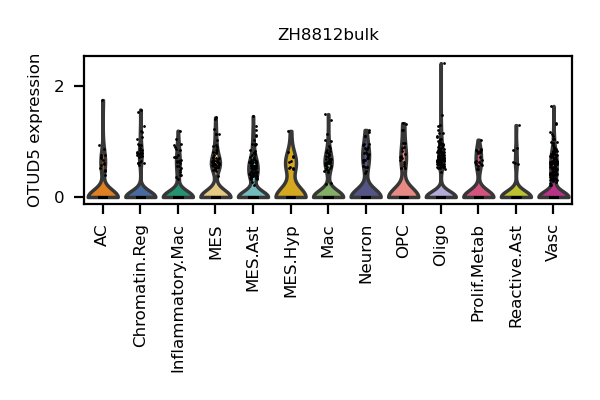 ZH8812bulk
OTUD5 expression
2
0
AC
Chromatin.Reg
Inflammatory.Mac
MES
MES.Ast
MES.Hyp
Mac
Neuron
OPC
Oligo
Prolif.Metab
Reactive.Ast
Vasc